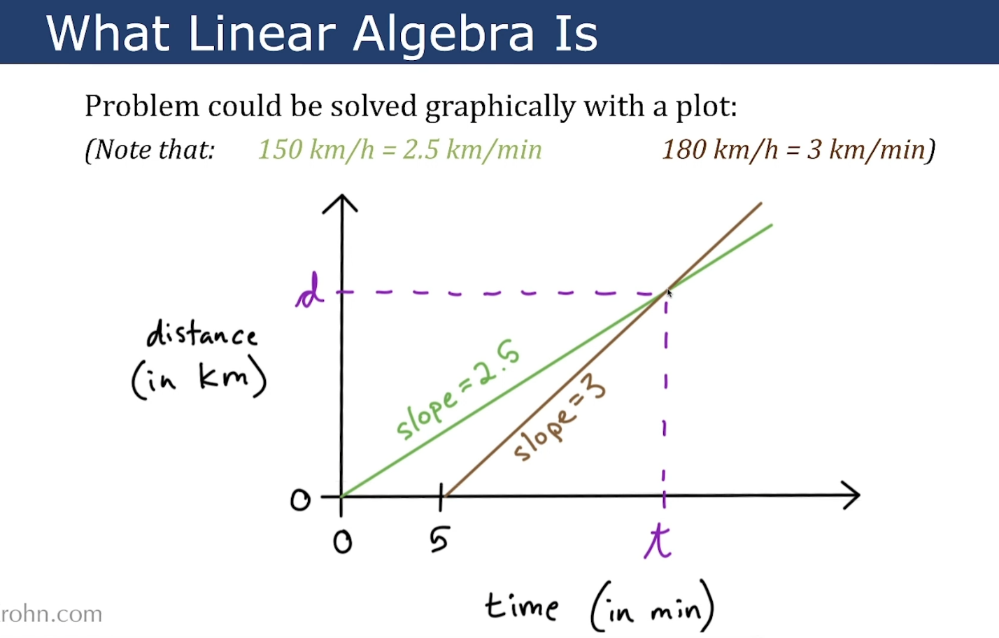 What Linear Algebra Is
Problem could be solved graphically with a plot:
(Note that: 150 km/h = 2.5 km/min 180 km/h = 3 km/min)
d
distance
(in km)
slope=2.5
slope=3
0
0 5 t
time (in min)
rohn.com